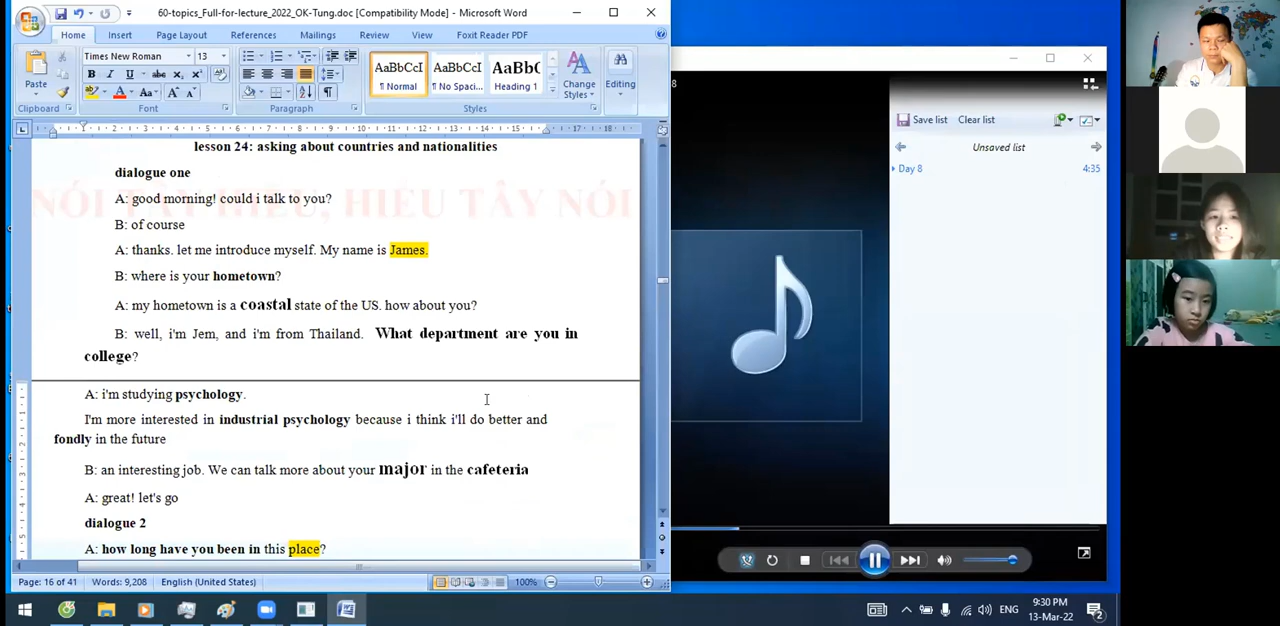 60-topics_Full-for-lecture_2022_OK-Tung.doc [Compatibility Mode] - Microsoft Word
Home Insert Page Layout References Mailings Review View Foxit Reader PDF
Times New Roman 13
Paste
AaBbCcI AaBbCcI AaBbC
¶ Normal ¶ No Spaci... Heading 1
Change Styles
Editing
Clipboard Font Paragraph Styles
lesson 24: asking about countries and nationalities
dialogue one
NÓI TÂY HIỂU, HIỂU TÂY NÓI
A: good morning! could i talk to you?
B: of course
A: thanks. let me introduce myself. My name is James.
B: where is your hometown?
A: my hometown is a coastal state of the US. how about you?
B: well, i'm Jem, and i'm from Thailand. What department are you in
college?
A: i'm studying psychology.
I'm more interested in industrial psychology because i think i'll do better and
fondly in the future
B: an interesting job. We can talk more about your major in the cafeteria
A: great! let's go
dialogue 2
A: how long have you been in this place?
Page: 16 of 41 Words: 9,208 English (United States) 100%
8
Save list Clear list
Unsaved list
Day 8 4:35
ENG
9:30 PM
13-Mar-22
2